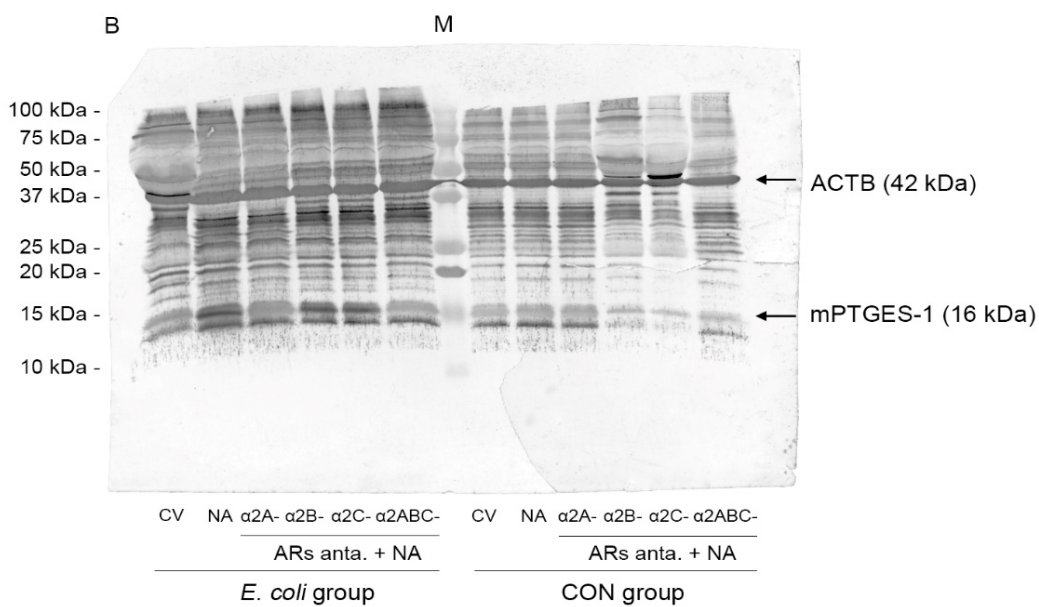 B M
100 kDa -
75 kDa -
50 kDa -
37 kDa -
25 kDa -
20 kDa -
15 kDa -
10 kDa -
ACTB (42 kDa)
mPTGES-1 (16 kDa)
CV NA α2A- α2B- α2C- α2ABC- CV NA α2A- α2B- α2C- α2ABC-
ARs anta. + NA ARs anta. + NA
E. coli group CON group